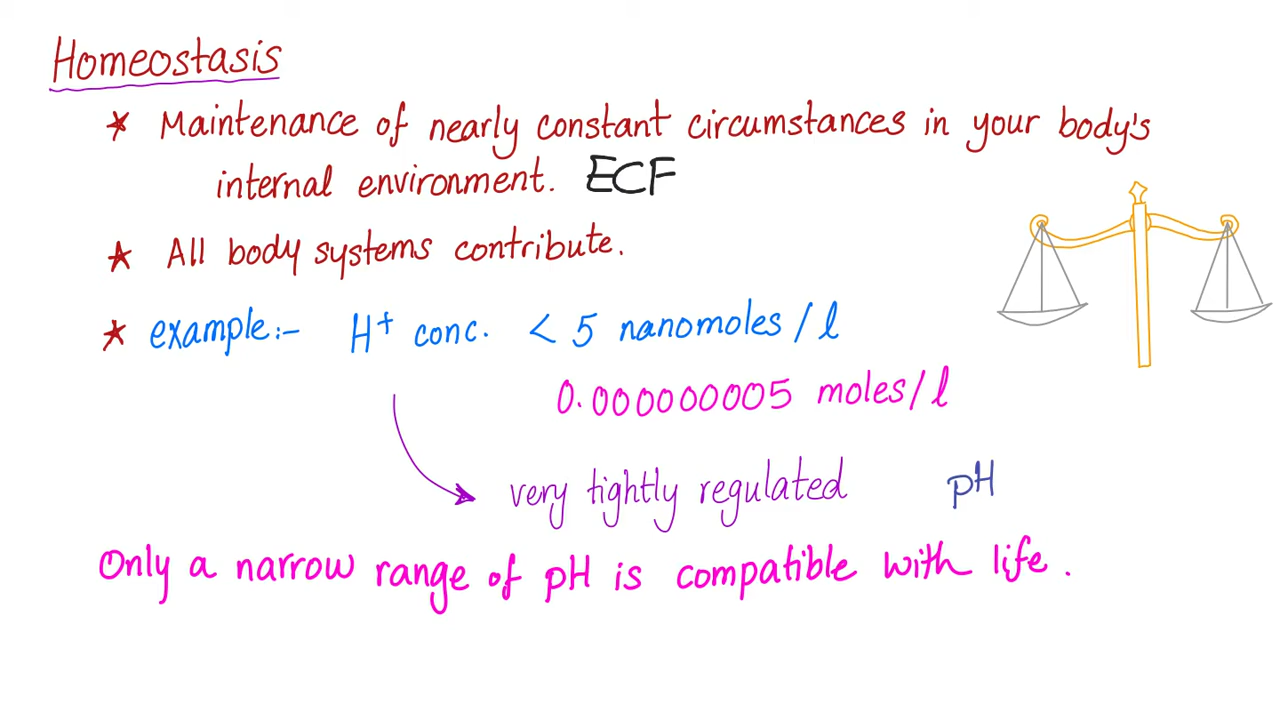 Homeostasis
* Maintenance of nearly constant circumstances in your body's
internal environment. ECF
* All body systems contribute.
* example:- H+ conc. < 5 nanomoles/l
0.000000005 moles/l
very tightly regulated pH
Only a narrow range of pH is compatible with life.